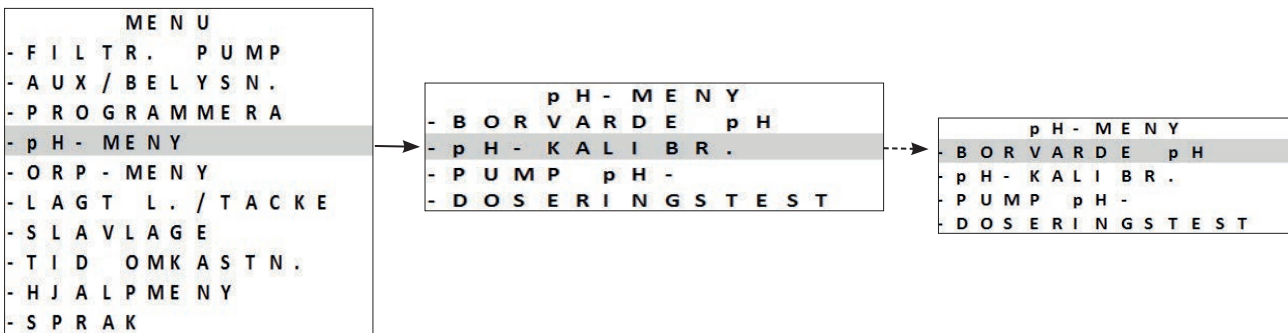 MENU
-FILTR. PUMP
-AUX/BELYSN.
-PROGRAMMERA
-pH-MENY
-ORP-MENY
-LAGT L./TACKE
-SLAVLAGE
-TID OMKASTN.
-HJALPMENY
-SPRAK
pH-MENY
-BORVARDE pH
-pH-KALIBR.
-PUMP pH-
-DOSERINGSTEST
pH-MENY
-BORVARDE pH
-pH-KALIBR.
-PUMP pH-
-DOSERINGSTEST